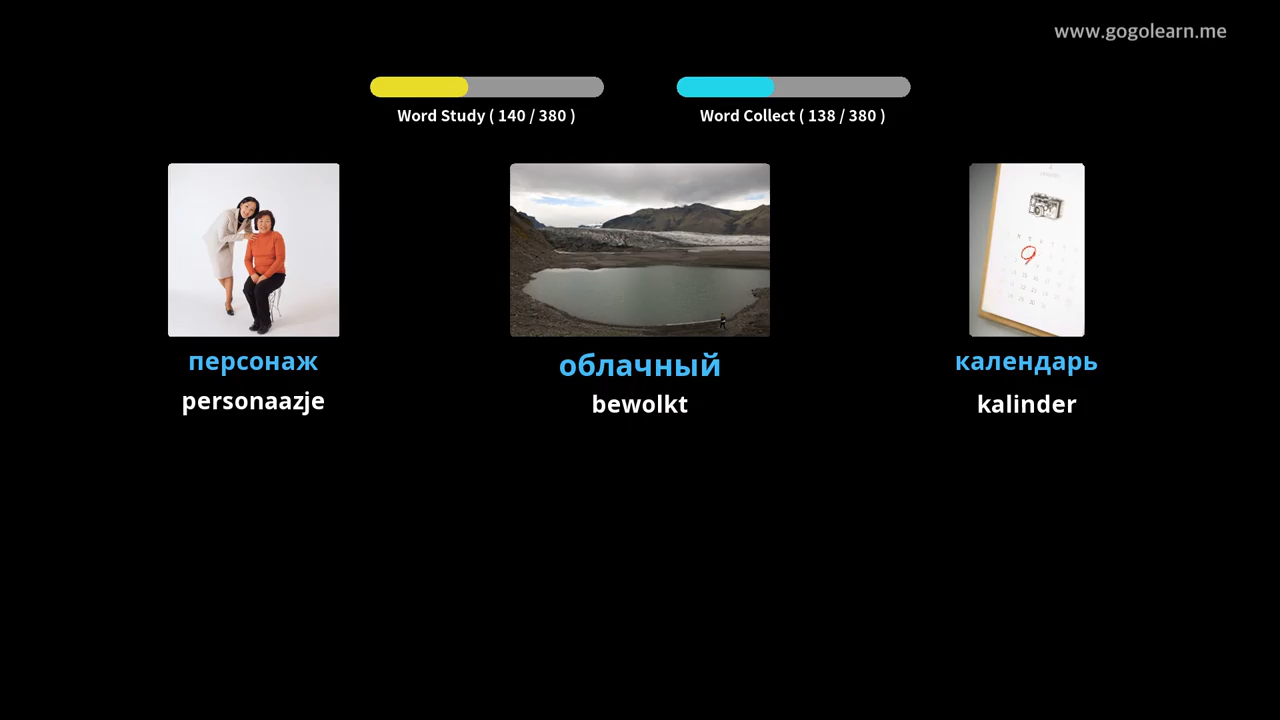 www.gogolearn.me
Word Study ( 140 / 380 )
Word Collect ( 138 / 380 )
персонаж
облачный
календарь
personaazje
bewolkt
kalinder